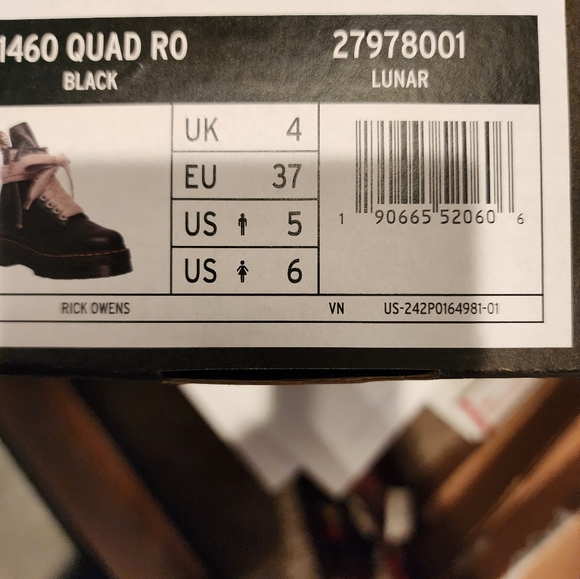 1460 QUAD RO
BLACK
27978001
LUNAR
UK 4
EU 37
US 5
US 6
1 90665 52060 6
RICK OWENS
VN
US-242P0164981-01